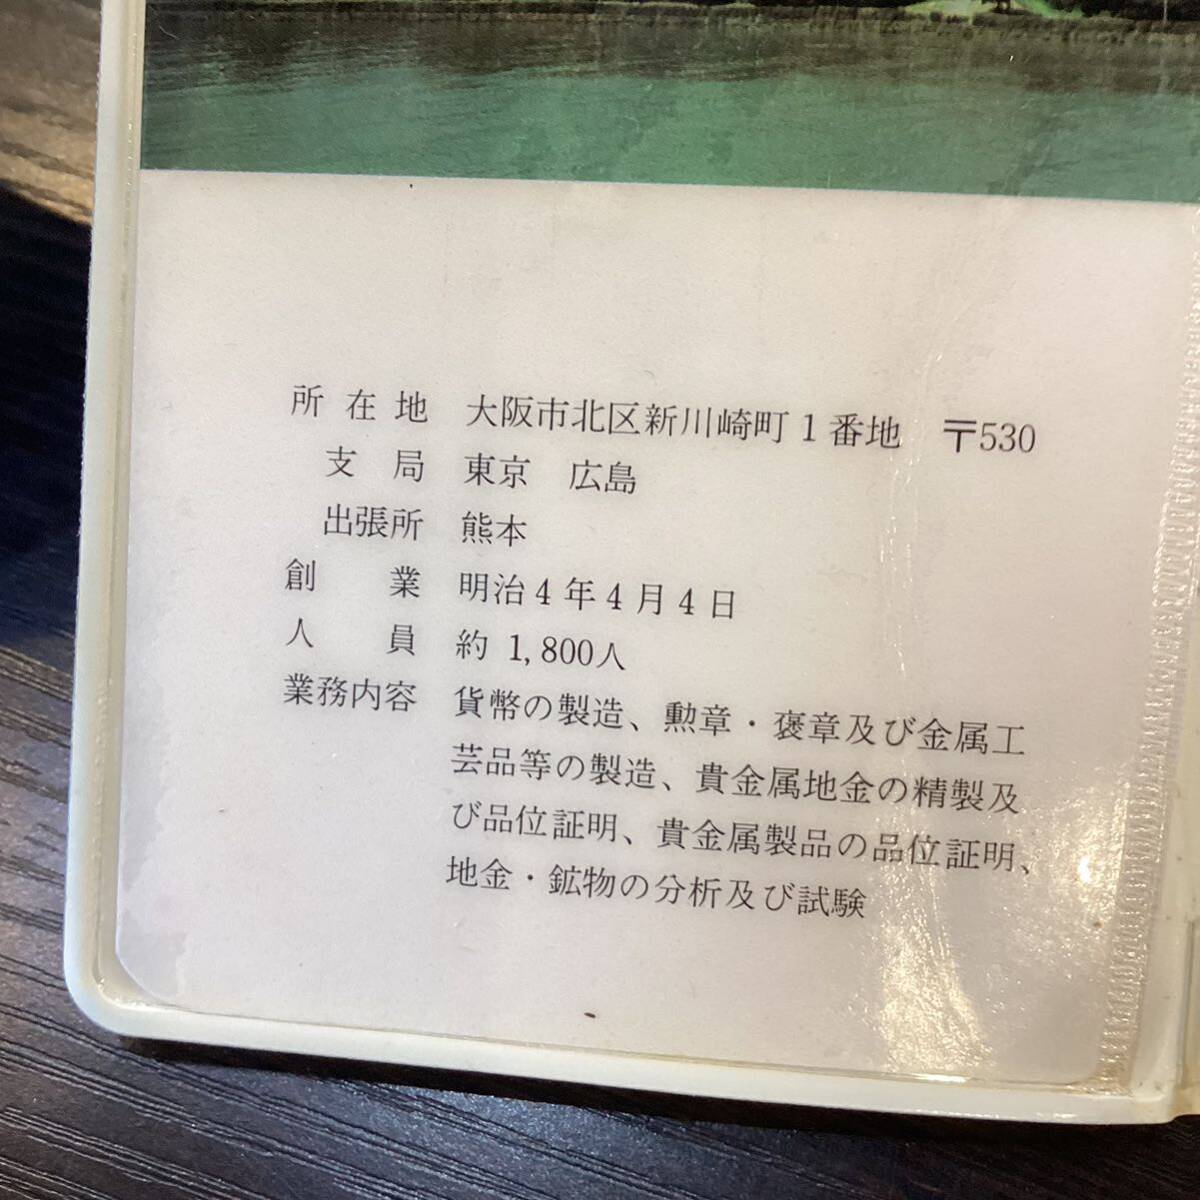 所在地 大阪市北区新川崎町1番地 〒530
支局 東京 広島
出張所 熊本
創業 明治4年4月4日
人員 約1,800人
業務内容 貨幣の製造、勲章・褒章及び金属工
芸品等の製造、貴金属地金の精製及
び品位証明、貴金属製品の品位証明、
地金・鉱物の分析及び試験